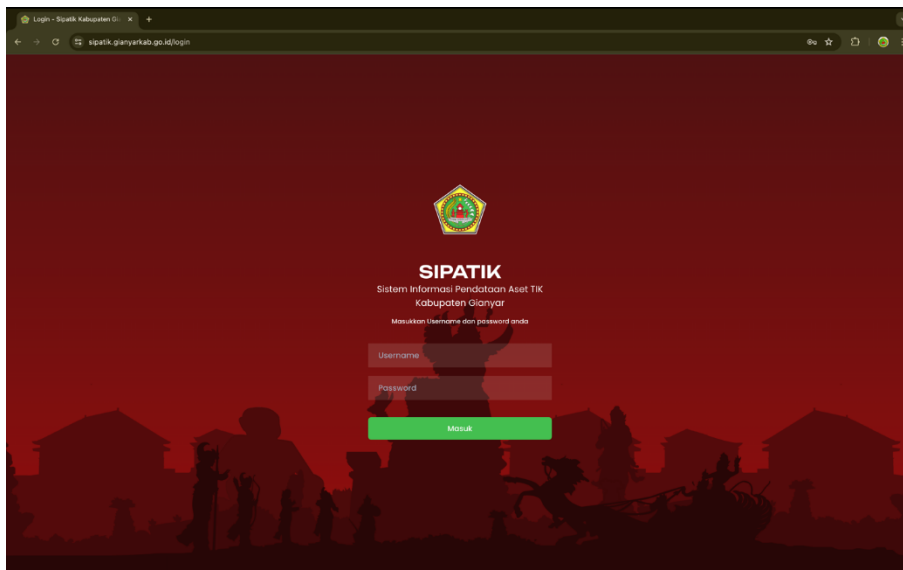 Login - Sipatik Kabupaten Gi
sipatik.gianyarkab.go.id/login
SIPATIK
Sistem Informasi Pendataan Aset TIK
Kabupaten Gianyar
Masukkan Username dan password anda
Username
Password
Masuk